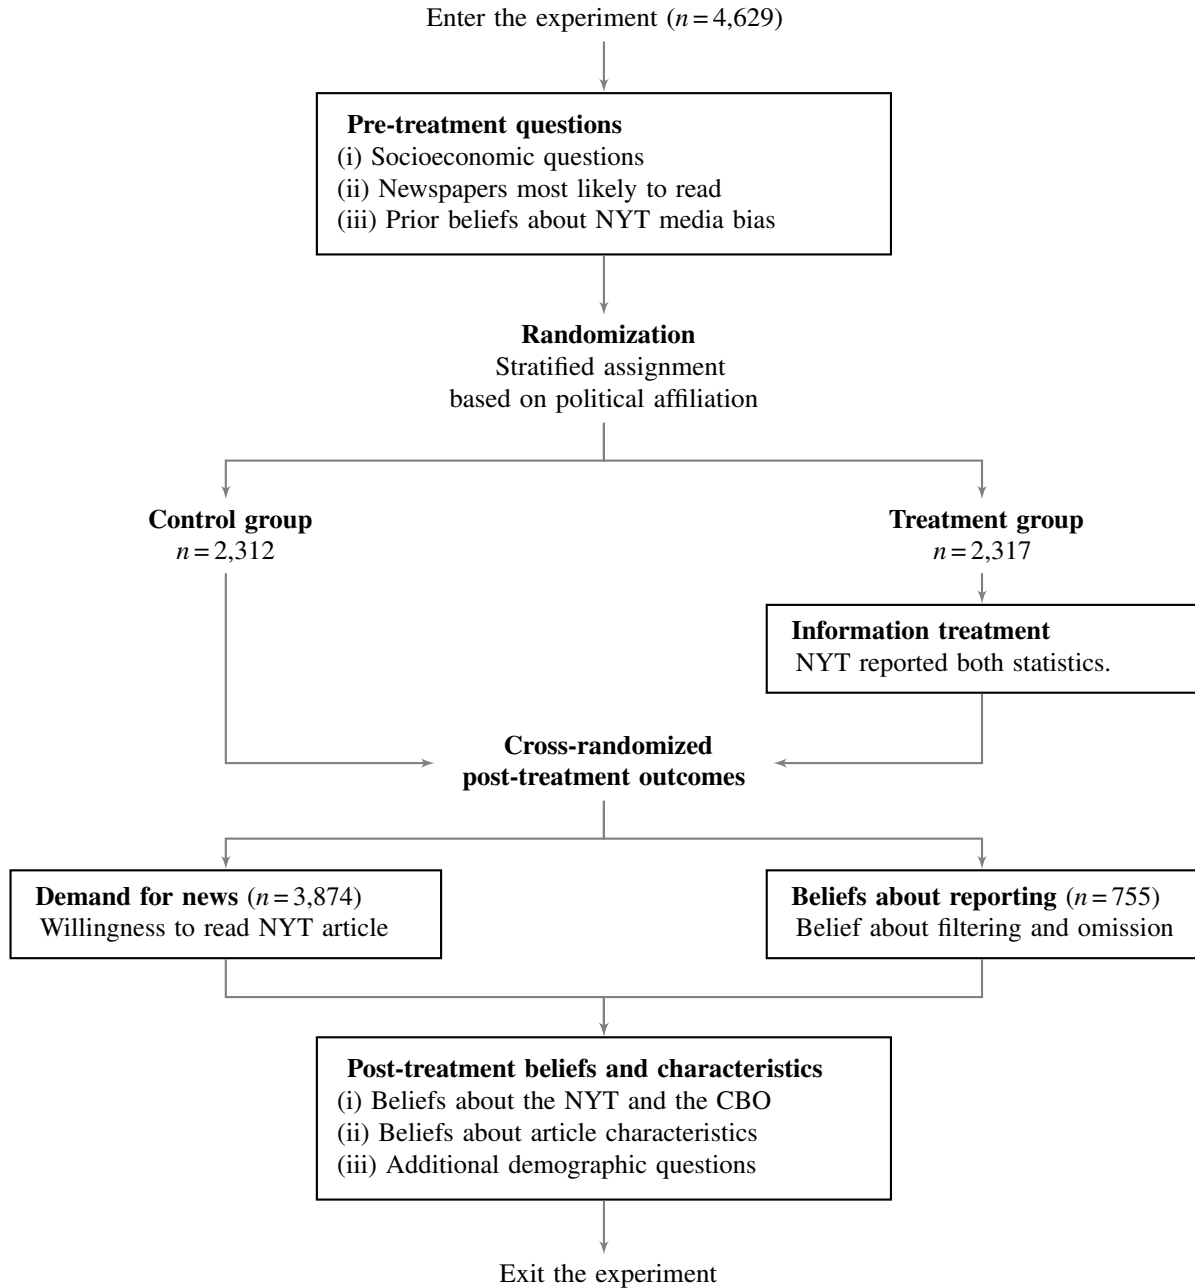 Enter the experiment (n = 4,629)
Pre-treatment questions
(i) Socioeconomic questions
(ii) Newspapers most likely to read
(iii) Prior beliefs about NYT media bias
Randomization
Stratified assignment
based on political affiliation
Control group
n = 2,312
Treatment group
n = 2,317
Information treatment
NYT reported both statistics.
Cross-randomized
post-treatment outcomes
Demand for news (n = 3,874)
Willingness to read NYT article
Beliefs about reporting (n = 755)
Belief about filtering and omission
Post-treatment beliefs and characteristics
(i) Beliefs about the NYT and the CBO
(ii) Beliefs about article characteristics
(iii) Additional demographic questions
Exit the experiment